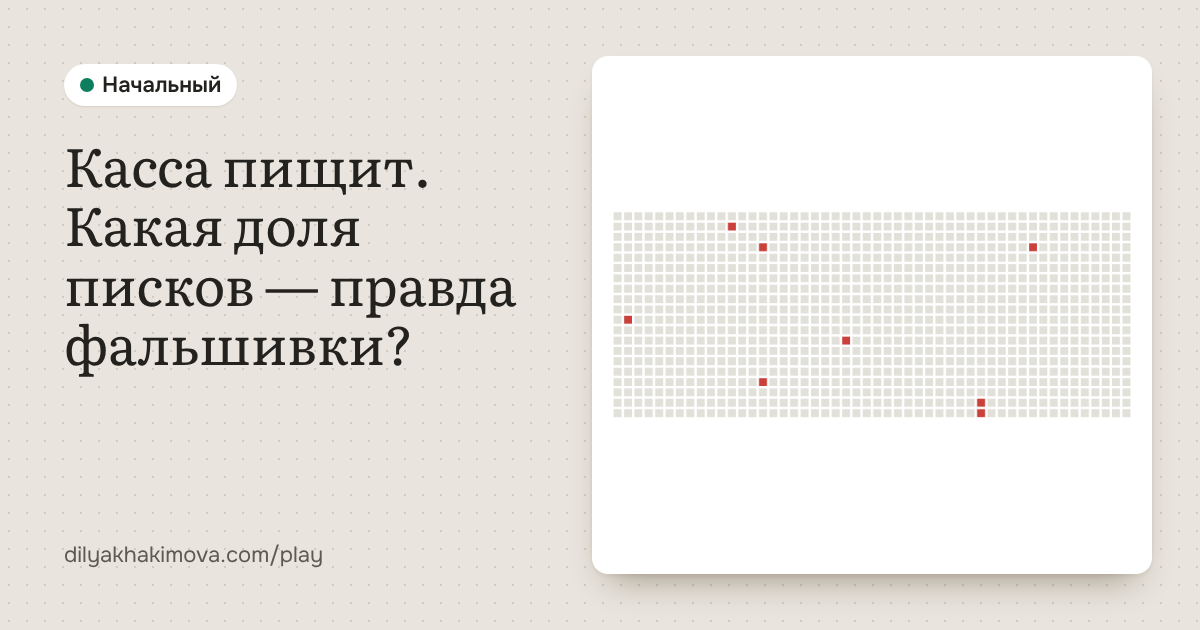 Начальный
Касса пищит.
Какая доля
писков — правда
фальшивки?
dilyakhakimova.com/play